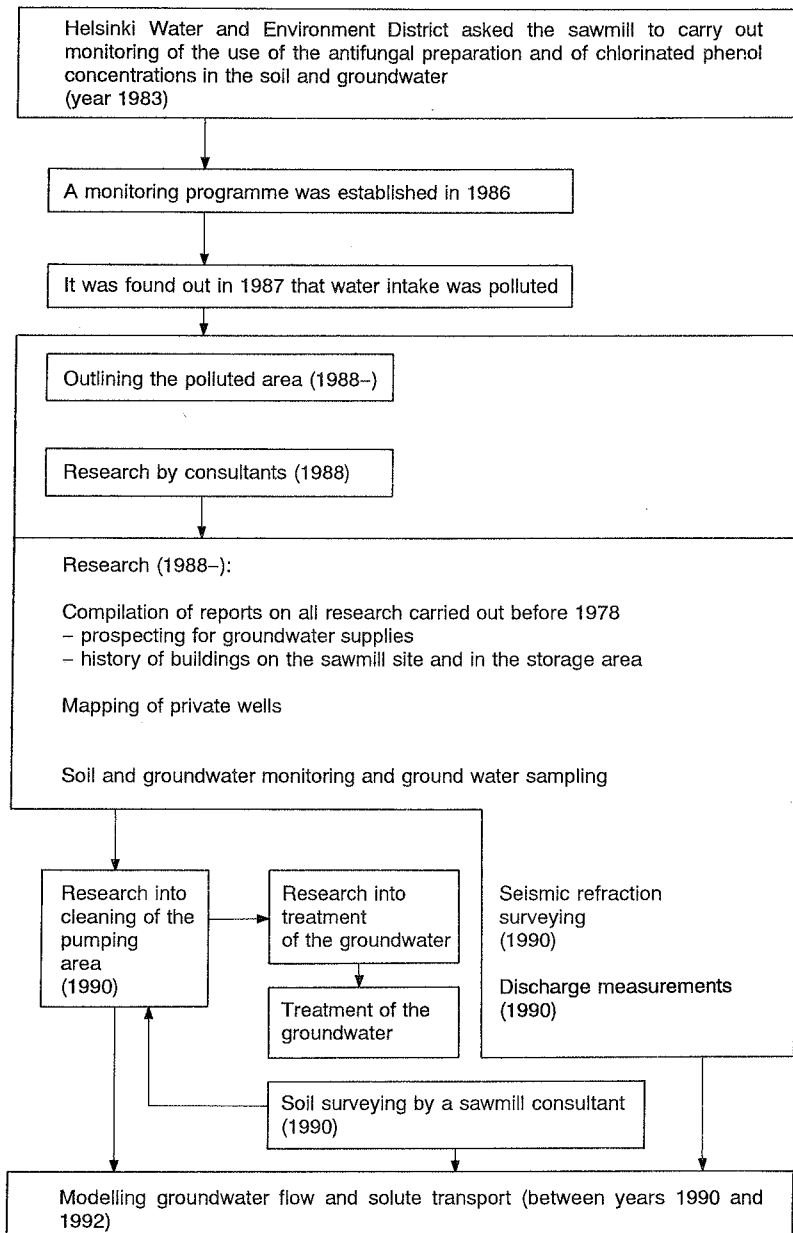 Helsinki Water and Environment District asked the sawmill to carry out
monitoring of the use of the antifungal preparation and of chlorinated phenol
concentrations in the soil and groundwater
(year 1983)
A monitoring programme was established in 1986
It was found out in 1987 that water intake was polluted
Outlining the polluted area (1988–)
Research by consultants (1988)
Research (1988–):
Compilation of reports on all research carried out before 1978
– prospecting for groundwater supplies
– history of buildings on the sawmill site and in the storage area
Mapping of private wells
Soil and groundwater monitoring and ground water sampling
Research into
cleaning of the
pumping
area
(1990)
Research into
treatment
of the groundwater
Treatment of the
groundwater
Seismic refraction
surveying
(1990)
Discharge measurements
(1990)
Soil surveying by a sawmill consultant
(1990)
Modelling groundwater flow and solute transport (between years 1990 and
1992)